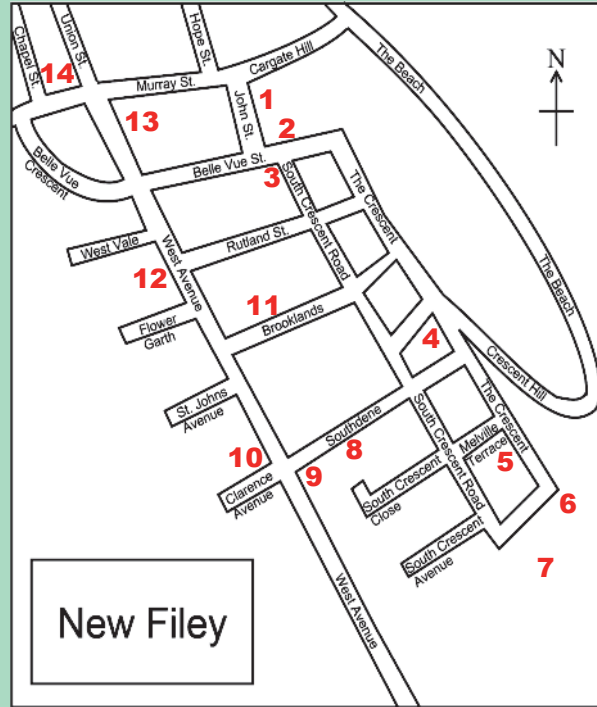 Chapel St.
Union St.
Hope St.
Cargate Hill
The Beach
N
14
Murray St.
1
13
John St.
2
Belle Vue
Crescent
Belle Vue St.
3
South Crescent Road
The Crescent
West Vale
Rutland St.
West Avenue
12
11
The Beach
Flower
Garth
Brooklands
4
Crescent Hill
St. Johns
Avenue
Southdene
8
South Crescent Road
The Crescent
Melville
Terrace
5
10
9
Clarence
Avenue
South Crescent
Close
6
South Crescent
Avenue
7
West Avenue
New Filey